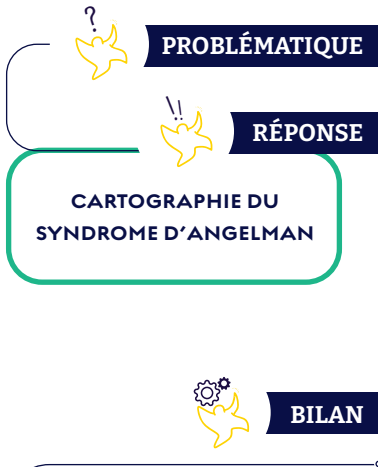 ?
PROBLÉMATIQUE
!!
RÉPONSE
CARTOGRAPHIE DU
SYNDROME D'ANGELMAN
BILAN